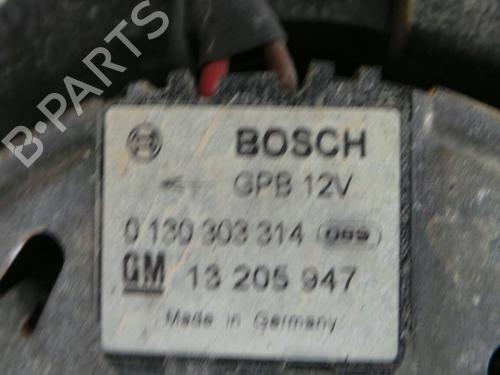 B-PARTS
BOSCH
GPB 12V
0 130 303 314
GM 13 205 947
Made in Germany